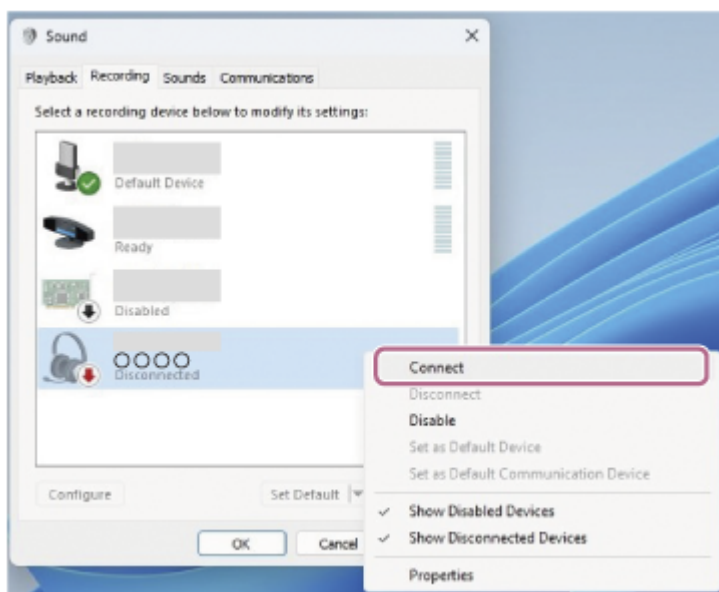 Sound
Playback Recording Sounds Communications
Select a recording device below to modify its settings:
Default Device
Ready
Disabled
○○○○
Disconnected
Configure
Set Default
OK
Cancel
Connect
Disconnect
Disable
Set as Default Device
Set as Default Communication Device
Show Disabled Devices
Show Disconnected Devices
Properties